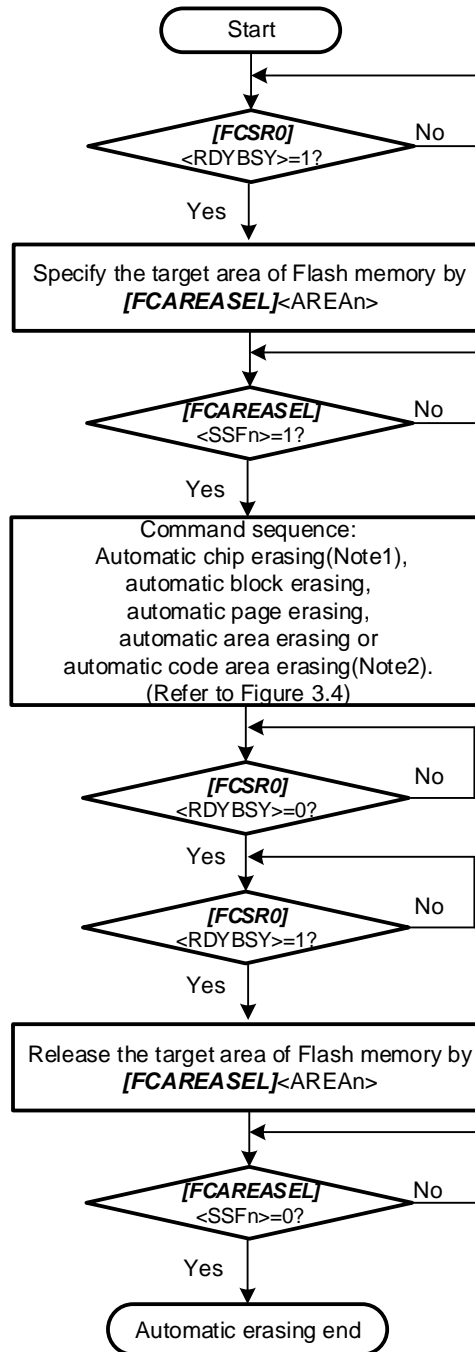 Start
[FCSR0]
<RDYBSY>=1?
No
Yes
Specify the target area of Flash memory by
[FCAREASEL]<AREAn>
[FCAREASEL]
<SSFn>=1?
No
Yes
Command sequence:
Automatic chip erasing(Note1),
automatic block erasing,
automatic page erasing,
automatic area erasing or
automatic code area erasing(Note2).
(Refer to Figure 3.4)
[FCSR0]
<RDYBSY>=0?
No
Yes
[FCSR0]
<RDYBSY>=1?
No
Yes
Release the target area of Flash memory by
[FCAREASEL]<AREAn>
[FCAREASEL]
<SSFn>=0?
No
Yes
Automatic erasing end